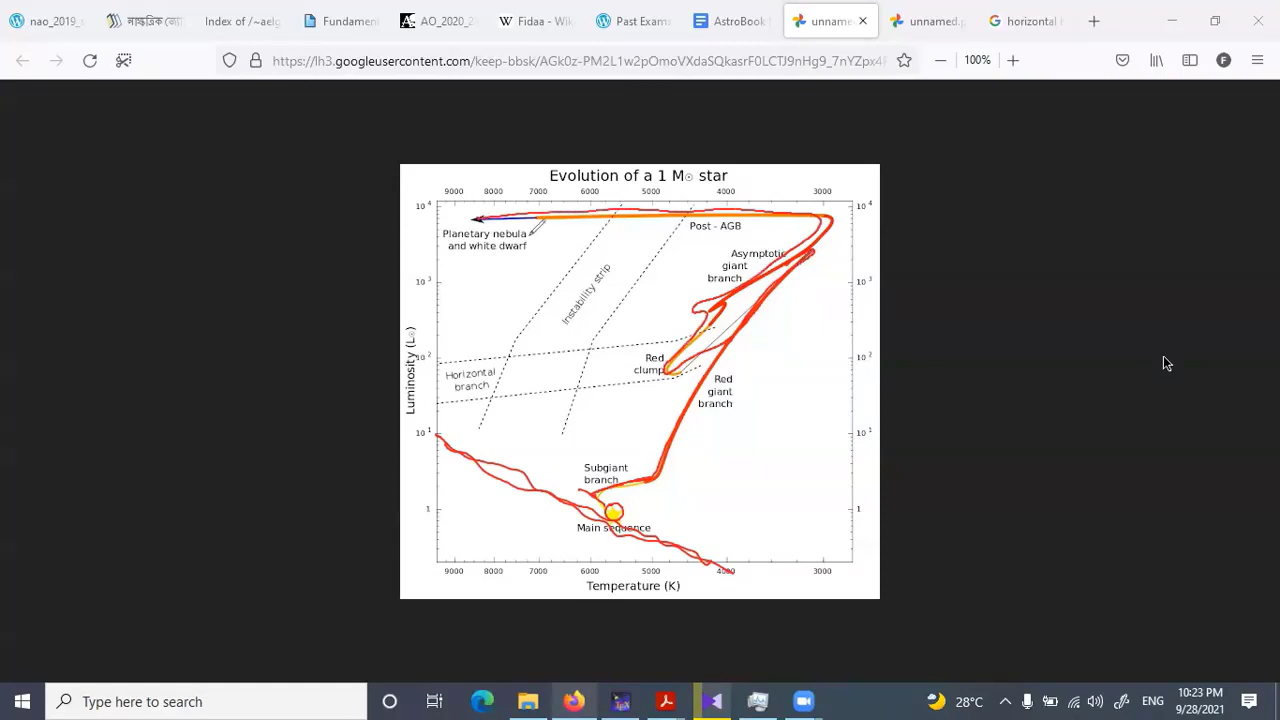 nao_2019_
Index of /~aelg
Fundamen
AO_2020_2
Fidaa - Wik
Past Exams
AstroBook
unname
unnamed.p
horizontal
https://lh3.googleusercontent.com/keep-bbsk/AGk0z-PM2L1w2pOmoVXdaSQkasrF0LCTJ9nHg9_7nYZpx4F
100%
F
Evolution of a 1 M☉ star
9000 8000 7000 6000 5000 4000 3000
10⁴ 10⁴
Planetary nebula
and white dwarf
Post - AGB
Asymptotic
giant
branch
10³ 10³
Instability strip
Luminosity (L☉)
10² 10²
Horizontal
branch
Red
clump
Red
giant
branch
10¹ 10¹
Subgiant
branch
1 1
Main sequence
9000 8000 7000 6000 5000 4000 3000
Temperature (K)
Type here to search
28°C
ENG
10:23 PM
9/28/2021